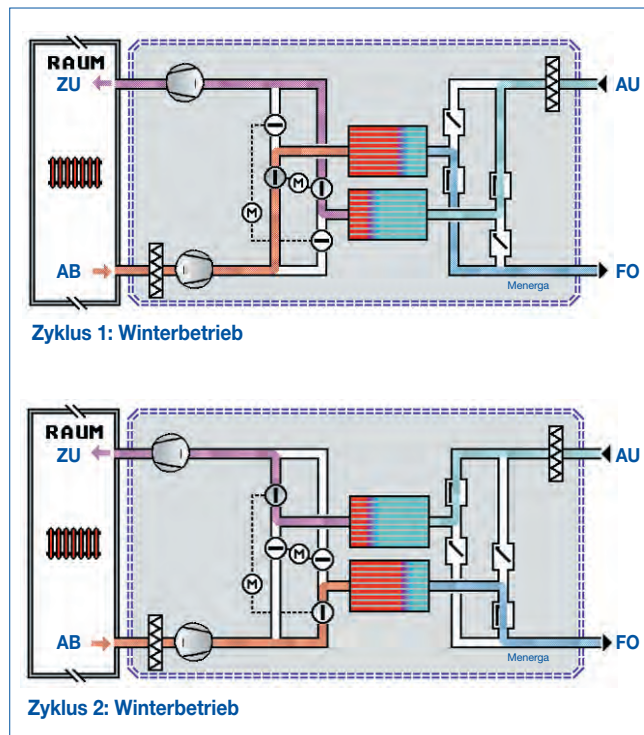 RAUM
ZU
AU
M
M
AB
FO
Menerga
Zyklus 1: Winterbetrieb
RAUM
ZU
AU
M
M
AB
FO
Menerga
Zyklus 2: Winterbetrieb